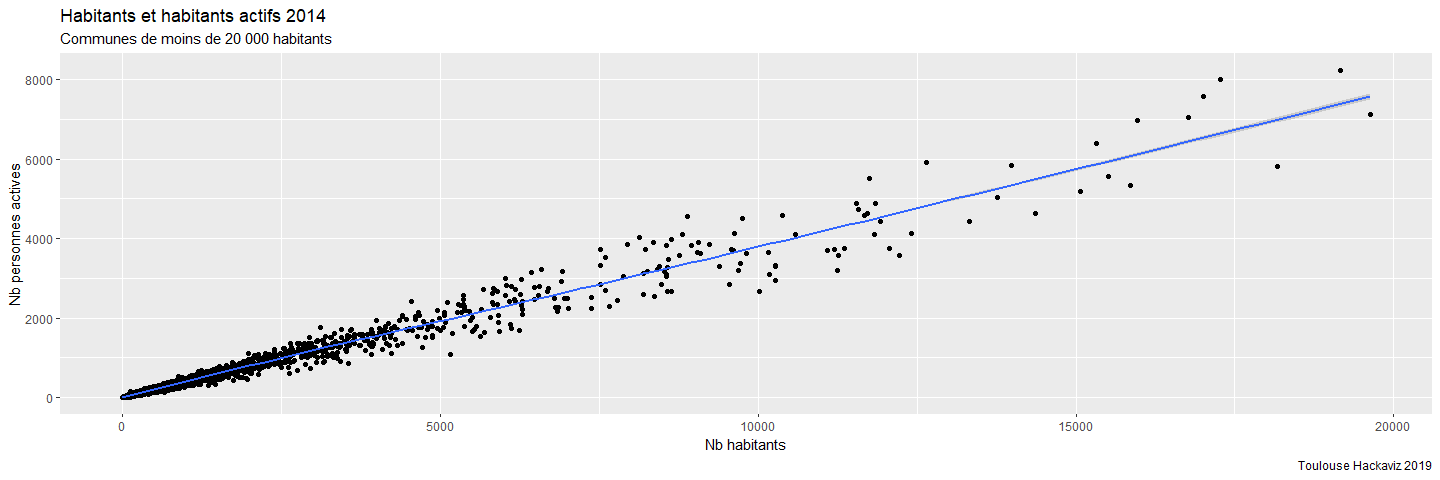 Habitants et habitants actifs 2014
Communes de moins de 20 000 habitants
Nb personnes actives
8000
6000
4000
2000
0
0 5000 10000 15000 20000
Nb habitants
Toulouse Hackaviz 2019